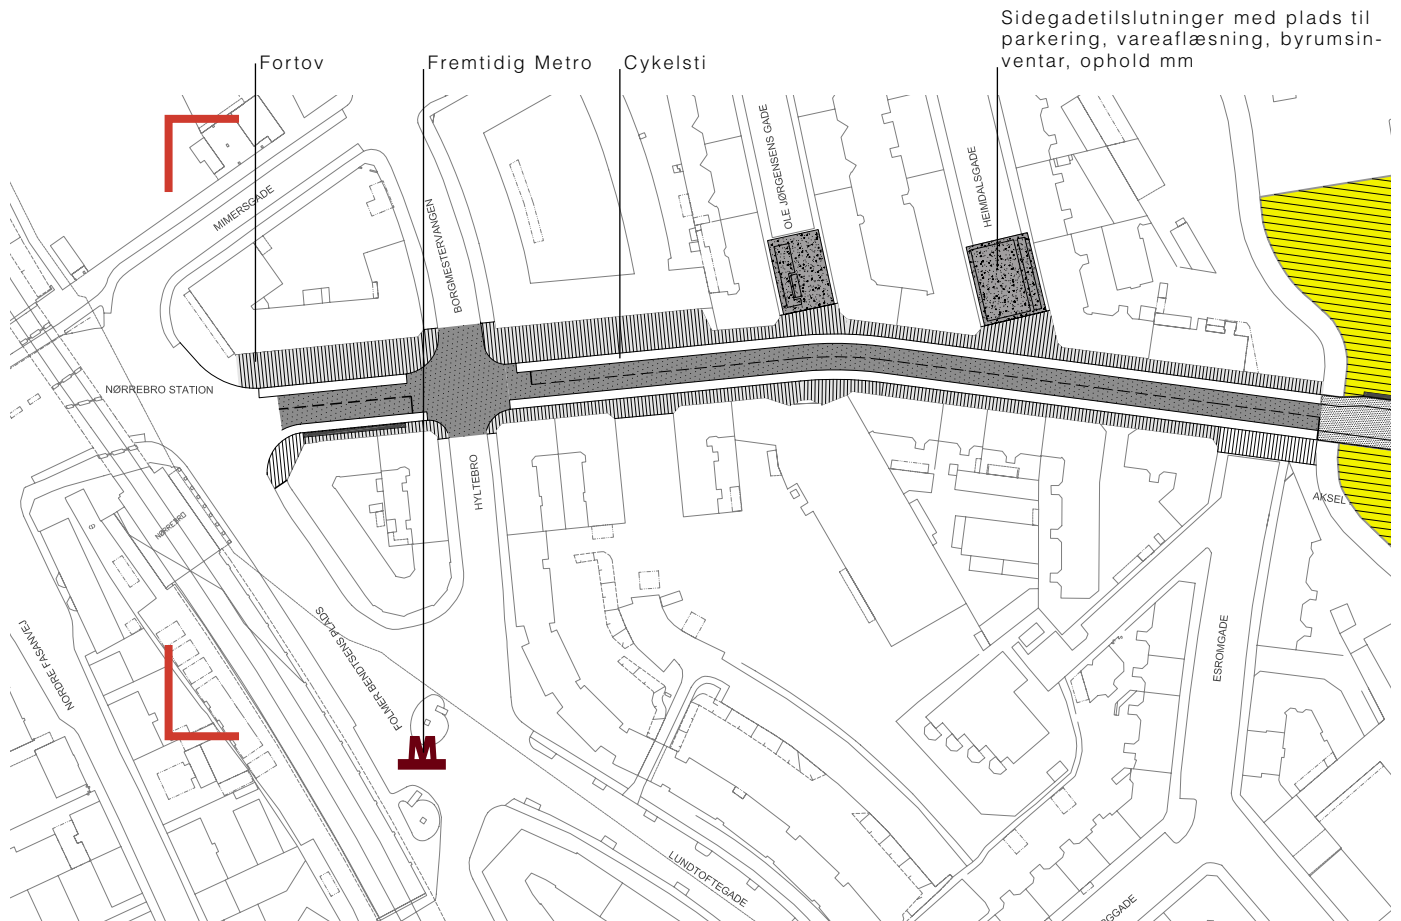 Sidegadetilslutninger med plads til
parkering, vareaflæsning, byrumsin-
ventar, ophold mm
Fortov
Fremtidig Metro
Cykelsti
MIMERSGADE
BORGMESTERVANGEN
OLE JØRGENSENS GADE
HEIMDALSGADE
NØRREBRO STATION
HYLTEBRO
AKSEL
NØRREBRO
NORDRE FASANVEJ
FOLMER BENDTSENS PLADS
ESROMGADE
M
LUNDTOFTEGADE
GGADE